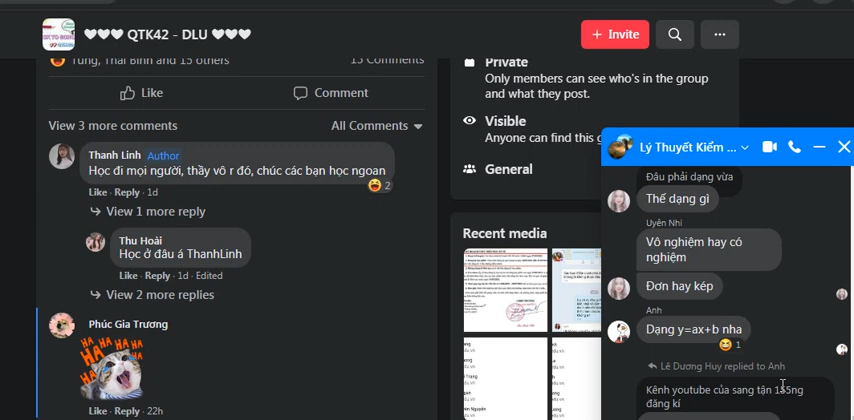 ♥♥♥ QTK42 - DLU ♥♥♥
+ Invite
Tùng, Thái Bình and 15 others
15 Comments
Like
Comment
View 3 more comments
All Comments
Thanh Linh Author
Học đi mọi người, thầy vô r đó, chúc các bạn học ngoan
2
Like · Reply · 1d
View 1 more reply
Thu Hoài
Học ở đâu á ThanhLinh
Like · Reply · 1d · Edited
View 2 more replies
Phúc Gia Trương
HA HA HA HA HA
Like · Reply · 22h
Private
Only members can see who's in the group
and what they post.
Visible
Anyone can find this g
General
Recent media
Lý Thuyết Kiểm ...
Đâu phải dạng vừa
Thế dạng gì
Uyên Nhi
Vô nghiệm hay có
nghiệm
Đơn hay kép
Anh
Dạng y=ax+b nha
1
Lê Dương Huy replied to Anh
Kênh youtube của sang tận 155ng
đăng kí